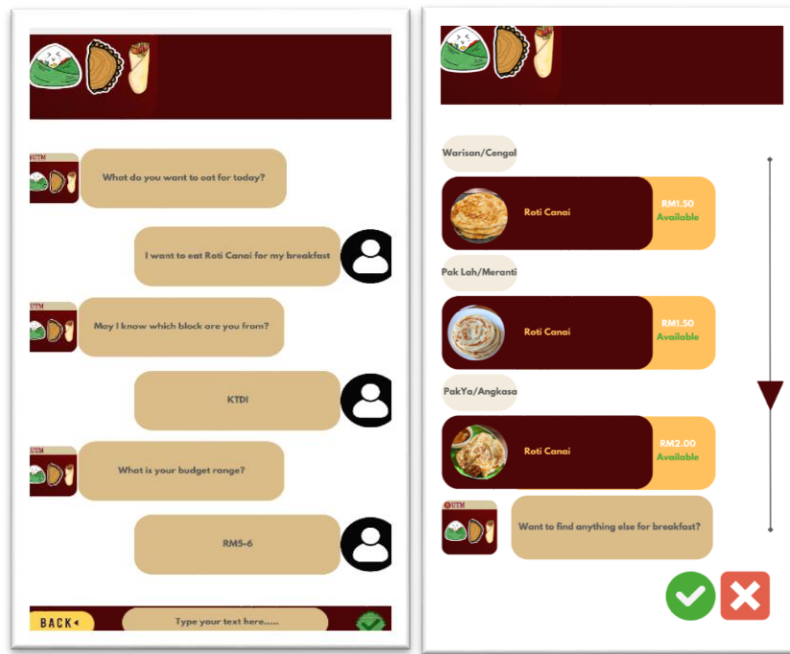 UTM
What do you want to eat for today?
I want to eat Roti Canai for my breakfast
UTM
May I know which block are you from?
KTDI
UTM
What is your budget range?
RM5-6
BACK
Type your text here.....
Warisan/Cengal
Roti Canai
RM1.50
Available
Pak Lah/Meranti
Roti Canai
RM1.50
Available
PakYa/Angkasa
Roti Canai
RM2.00
Available
UTM
Want to find anything else for breakfast?